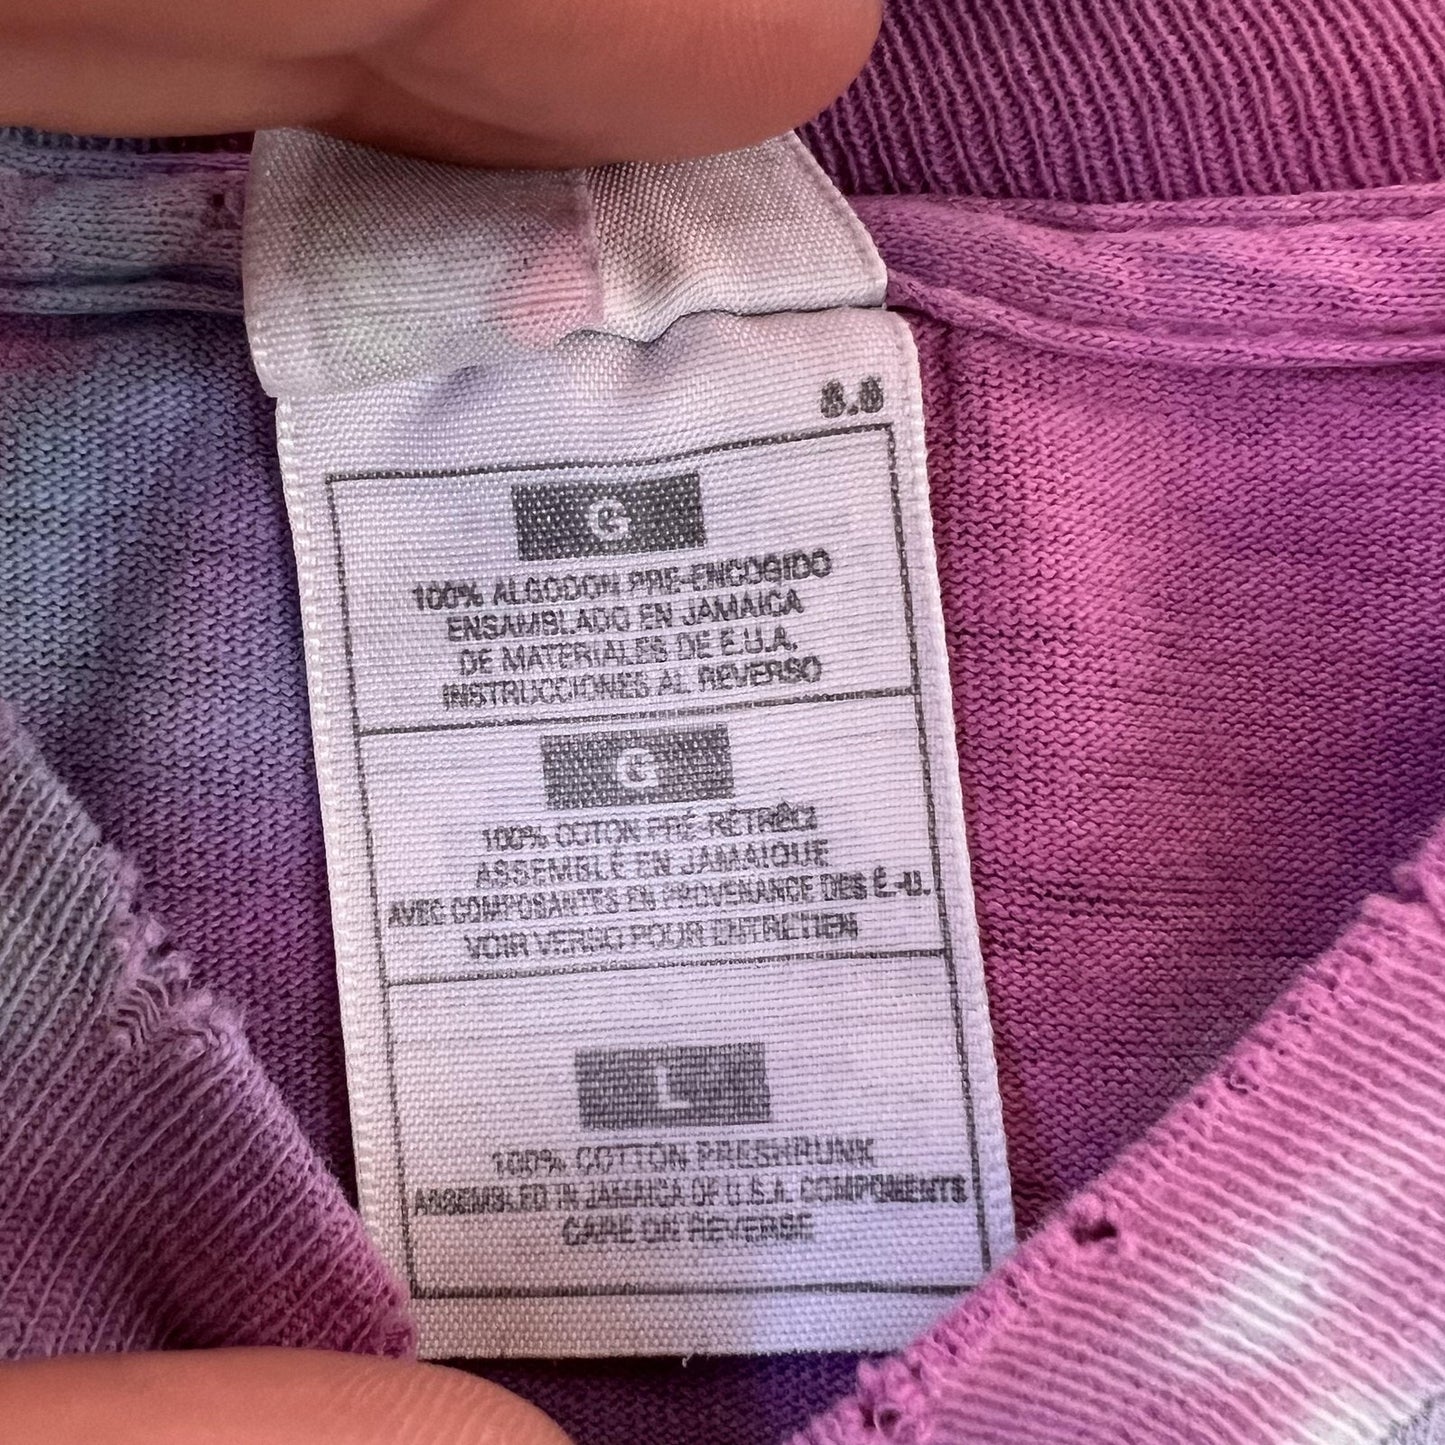 G
100% ALGODON PRE-ENCOGIDO
ENSAMBLADO EN JAMAICA
DE MATERIALES DE E.U.A.
INSTRUCCIONES AL REVERSO
G
100% COTON PRÉ-RÉTRÉCI
ASSEMBLÉ EN JAMAIQUE
AVEC COMPOSANTES EN PROVENANCE DES É.-U.
VOIR VERSO POUR ENTRETIEN
L
100% COTTON PRESHRUNK
ASSEMBLED IN JAMAICA OF U.S.A. COMPONENTS
CARE ON REVERSE